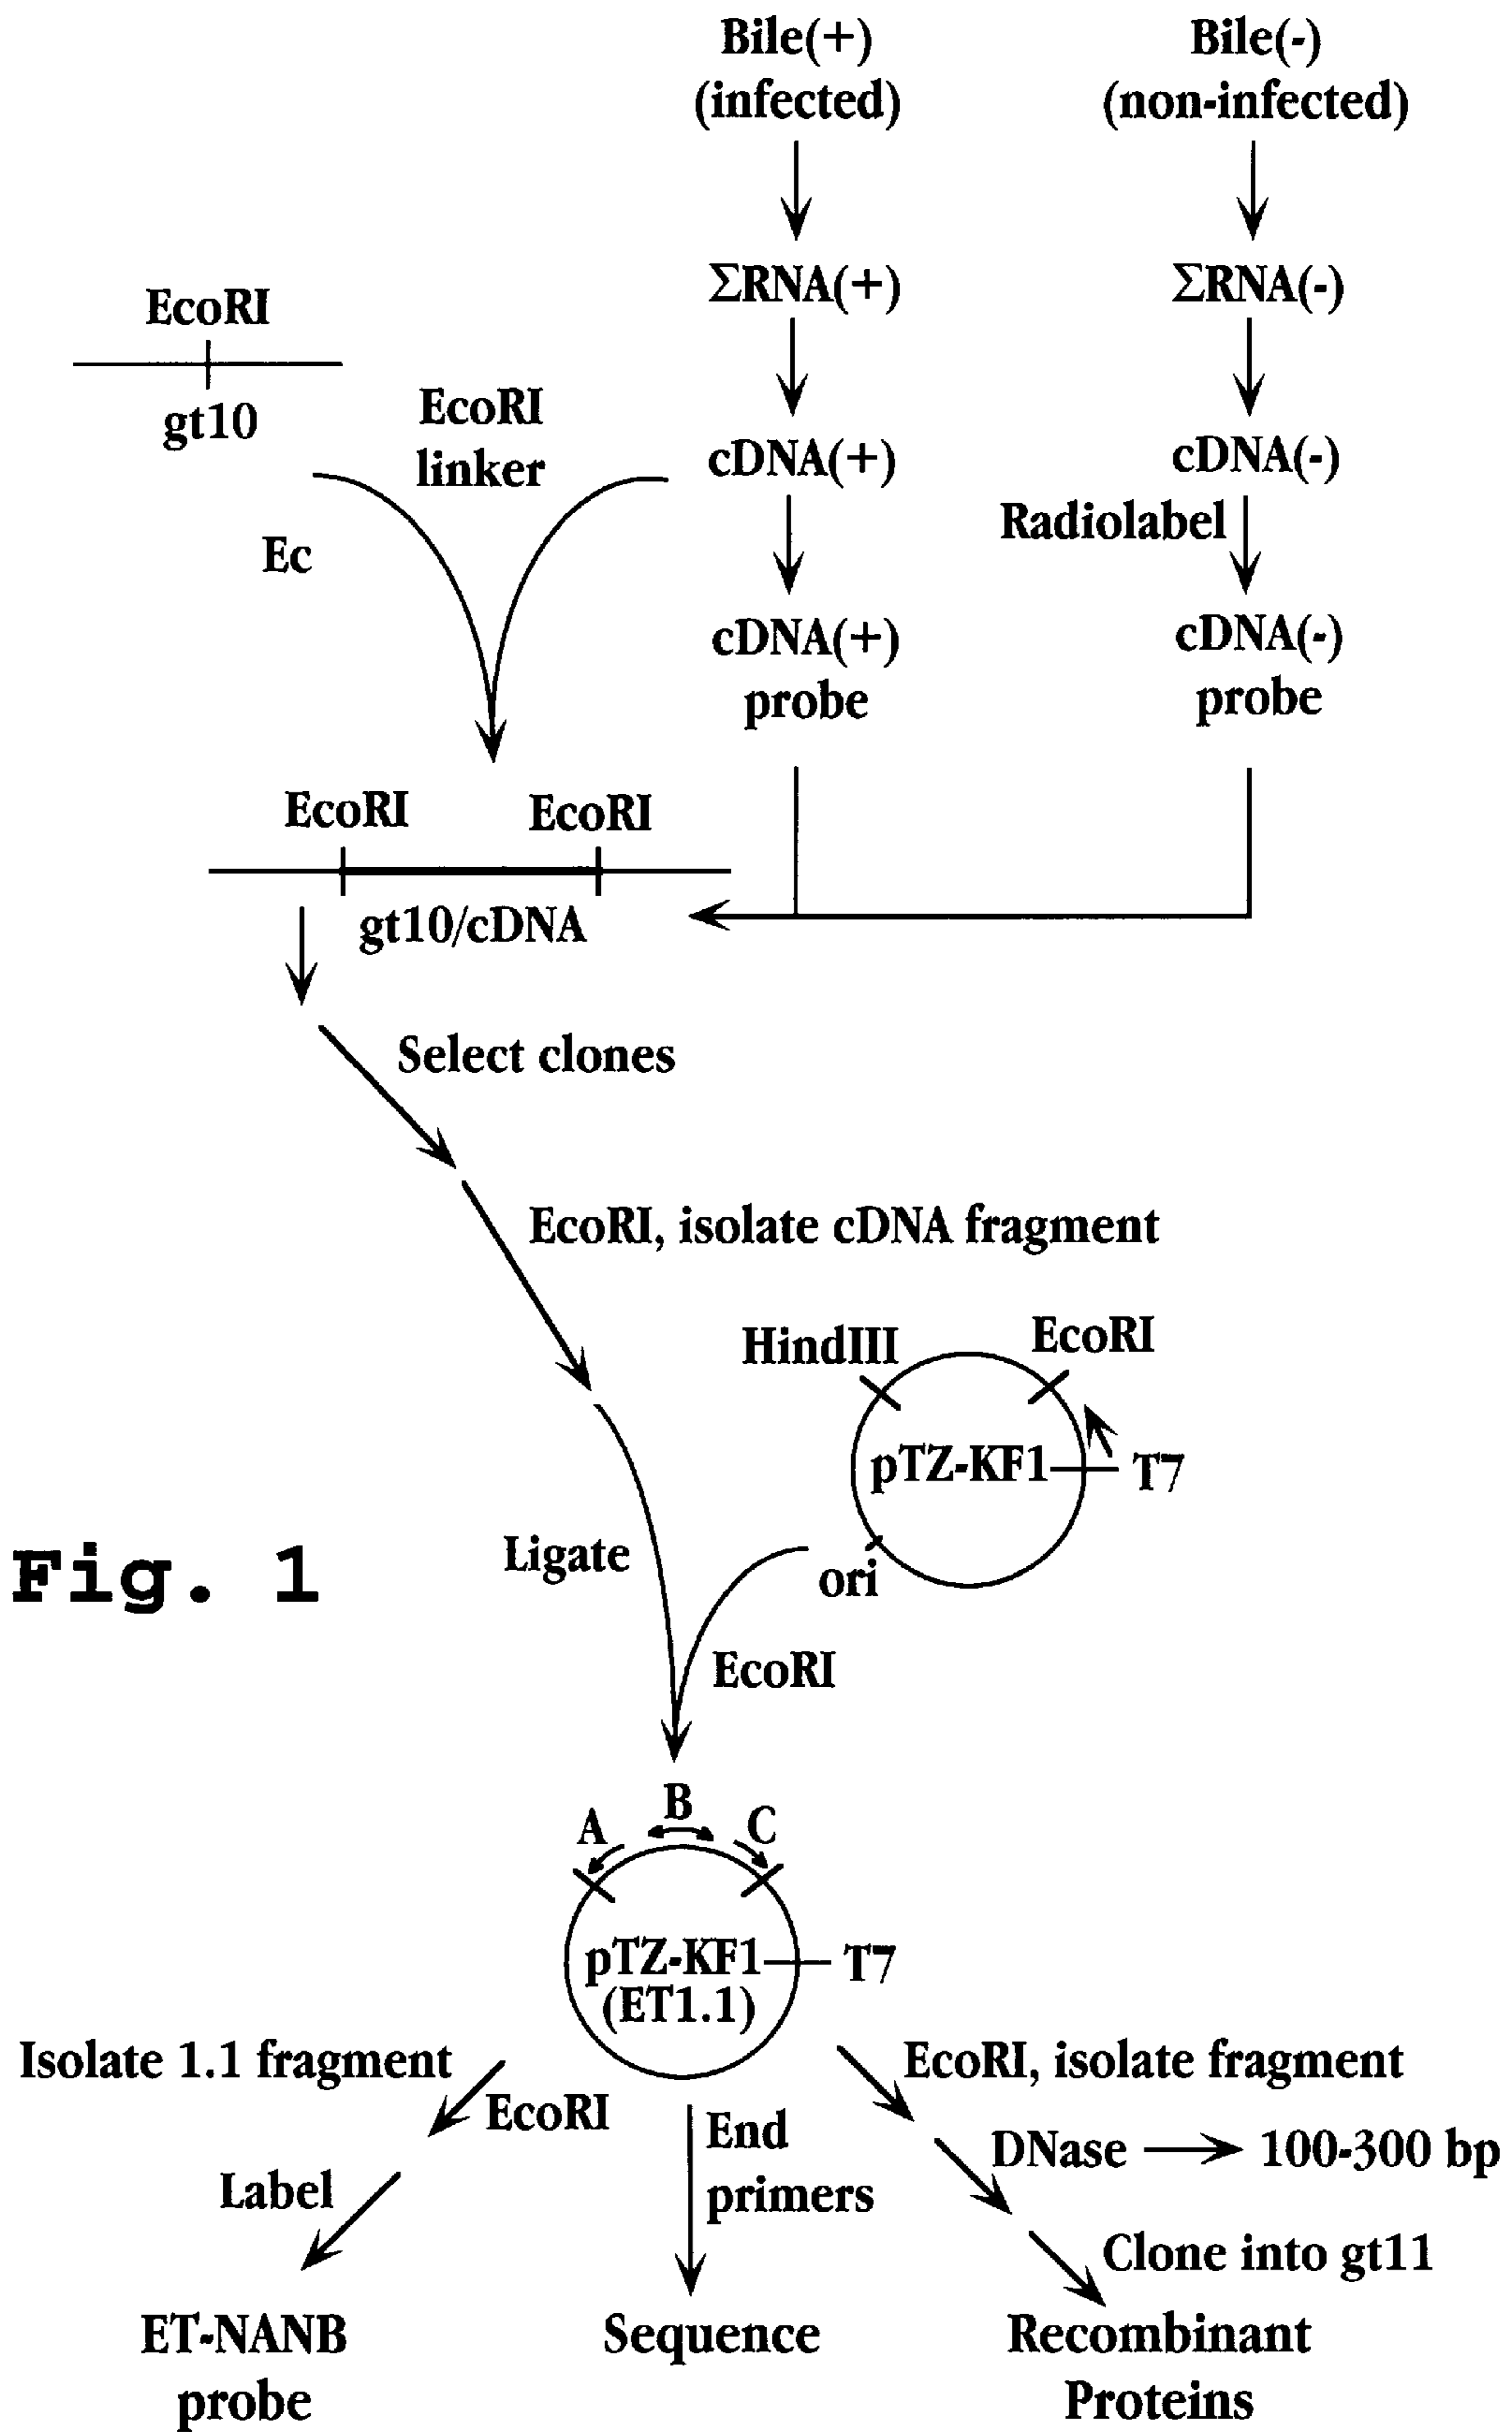 Bile(+)
(infected)
Bile(-)
(non-infected)
ΣRNA(+)
ΣRNA(-)
EcoRI
gt10
EcoRI
linker
cDNA(+)
cDNA(-)
Radiolabel
Ec
cDNA(+)
probe
cDNA(-)
probe
EcoRI
EcoRI
gt10/cDNA
Select clones
EcoRI, isolate cDNA fragment
HindIII
EcoRI
pTZ-KF1
T7
ori
Ligate
Fig. 1
EcoRI
A
B
C
pTZ-KF1
(ET1.1)
T7
Isolate 1.1 fragment
EcoRI
Label
ET-NANB
probe
End
primers
Sequence
EcoRI, isolate fragment
DNase
100-300 bp
Clone into gt11
Recombinant
Proteins